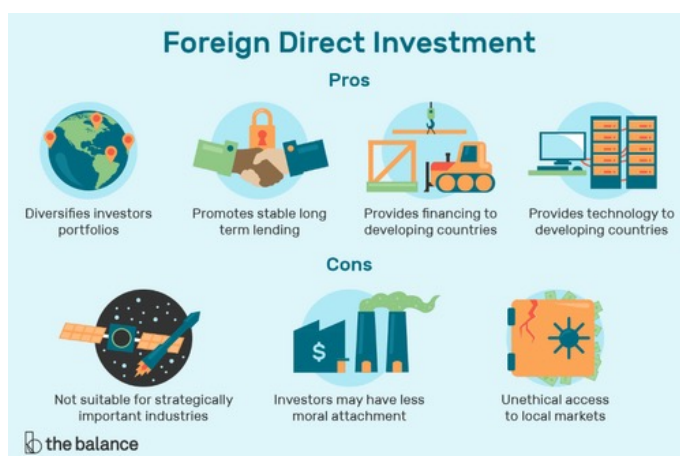 Foreign Direct Investment
Pros
Diversifies investors
portfolios
Promotes stable long
term lending
Provides financing to
developing countries
Provides technology to
developing countries
Cons
$
Not suitable for strategically
important industries
Investors may have less
moral attachment
Unethical access
to local markets
the balance